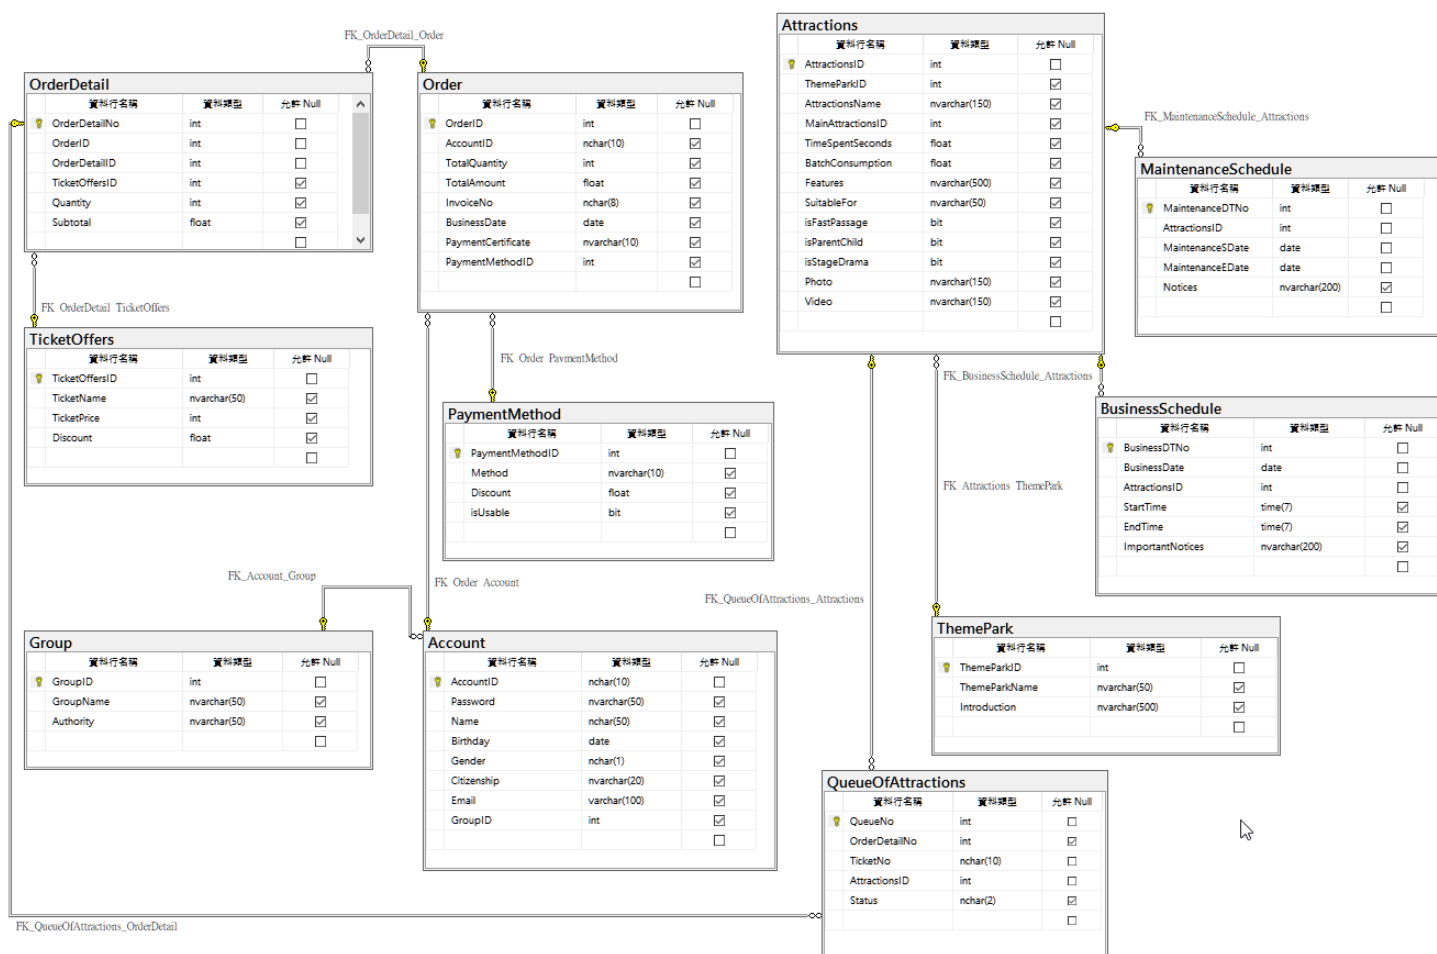 FK_OrderDetail_Order
OrderDetail
資料行名稱 資料類型 允許 Null
OrderDetailNo int
OrderID int
OrderDetailID int
TicketOffersID int
Quantity int
Subtotal float
Order
資料行名稱 資料類型 允許 Null
OrderID int
AccountID nchar(10)
TotalQuantity int
TotalAmount float
InvoiceNo nchar(8)
BusinessDate date
PaymentCertificate nvarchar(10)
PaymentMethodID int
Attractions
資料行名稱 資料類型 允許 Null
AttractionsID int
ThemeParkID int
AttractionsName nvarchar(150)
MainAttractionsID int
TimeSpentSeconds float
BatchConsumption float
Features nvarchar(500)
SuitableFor nvarchar(50)
isFastPassage bit
isParentChild bit
isStageDrama bit
Photo nvarchar(150)
Video nvarchar(150)
FK_MaintenanceSchedule_Attractions
MaintenanceSchedule
資料行名稱 資料類型 允許 Null
MaintenanceDTNo int
AttractionsID int
MaintenanceSDate date
MaintenanceEDate date
Notices nvarchar(200)
FK_OrderDetail_TicketOffers
TicketOffers
資料行名稱 資料類型 允許 Null
TicketOffersID int
TicketName nvarchar(50)
TicketPrice int
Discount float
FK_Order_PaymentMethod
PaymentMethod
資料行名稱 資料類型 允許 Null
PaymentMethodID int
Method nvarchar(10)
Discount float
isUsable bit
FK_BusinessSchedule_Attractions
BusinessSchedule
資料行名稱 資料類型 允許 Null
BusinessDTNo int
BusinessDate date
AttractionsID int
StartTime time(7)
EndTime time(7)
ImportantNotices nvarchar(200)
FK_Attractions_ThemePark
FK_Account_Group
FK_Order_Account
FK_QueueOfAttractions_Attractions
Group
資料行名稱 資料類型 允許 Null
GroupID int
GroupName nvarchar(50)
Authority nvarchar(50)
Account
資料行名稱 資料類型 允許 Null
AccountID nchar(10)
Password nvarchar(50)
Name nchar(50)
Birthday date
Gender nchar(1)
Citizenship nvarchar(20)
Email varchar(100)
GroupID int
ThemePark
資料行名稱 資料類型 允許 Null
ThemeParkID int
ThemeParkName nvarchar(50)
Introduction nvarchar(500)
QueueOfAttractions
資料行名稱 資料類型 允許 Null
QueueNo int
OrderDetailNo int
TicketNo nchar(10)
AttractionsID int
Status nchar(2)
FK_QueueOfAttractions_OrderDetail